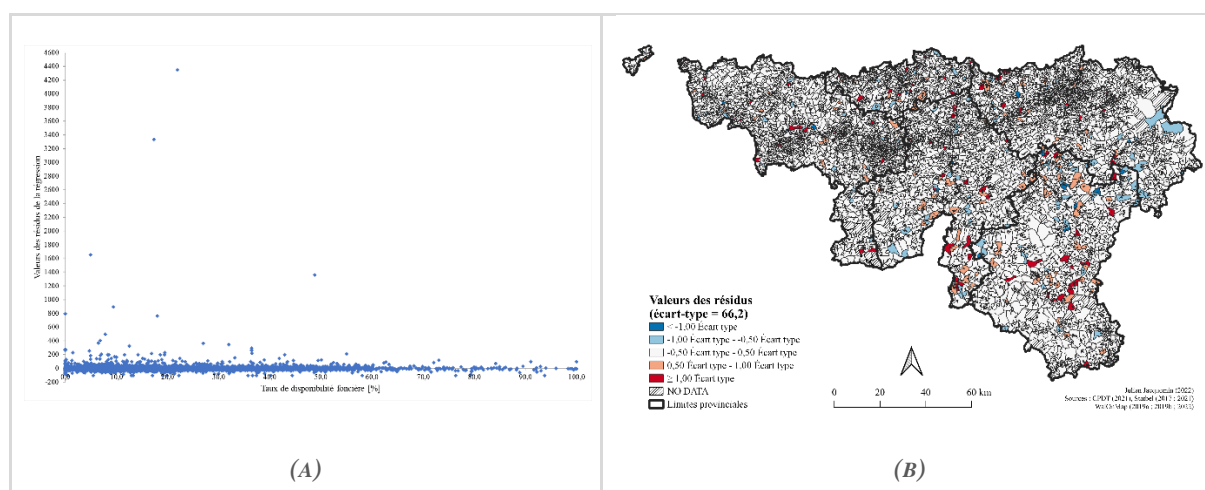 4600
4400
4200
4000
3800
3600
3400
3200
3000
2800
2600
2400
2200
2000
1800
1600
1400
1200
1000
800
600
400
200
0
-200
Valeurs des résidus de la régression
0,0 10,0 20,0 30,0 40,0 50,0 60,0 70,0 80,0 90,0 100,0
Taux de disponibilité foncière [%]
(A)
Valeurs des résidus
(écart-type = 66,2)
< -1,00 Écart type
-1,00 Écart type - -0,50 Écart type
-0,50 Écart type - 0,50 Écart type
0,50 Écart type - 1,00 Écart type
≥ 1,00 Écart type
NO DATA
Limites provinciales
0 20 40 60 km
(2022)
Sources : CPDT (2021), Statbel
(B)